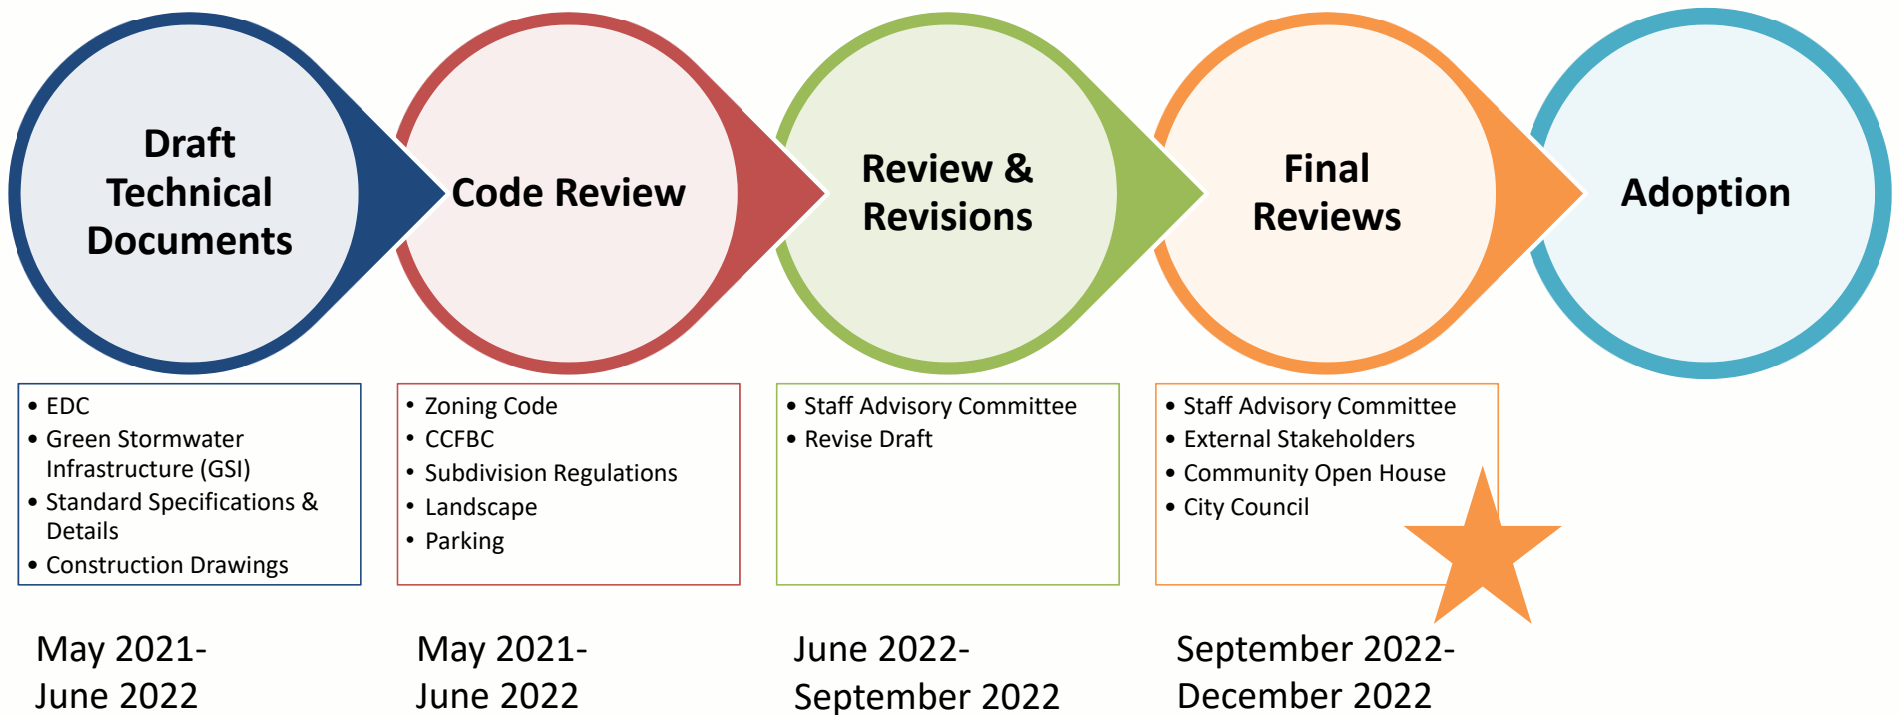 Draft
Technical
Documents
Code Review
Review &
Revisions
Final
Reviews
Adoption
• EDC
• Green Stormwater
Infrastructure (GSI)
• Standard Specifications &
Details
• Construction Drawings
• Zoning Code
• CCFBC
• Subdivision Regulations
• Landscape
• Parking
• Staff Advisory Committee
• Revise Draft
• Staff Advisory Committee
• External Stakeholders
• Community Open House
• City Council
May 2021-
June 2022
May 2021-
June 2022
June 2022-
September 2022
September 2022-
December 2022